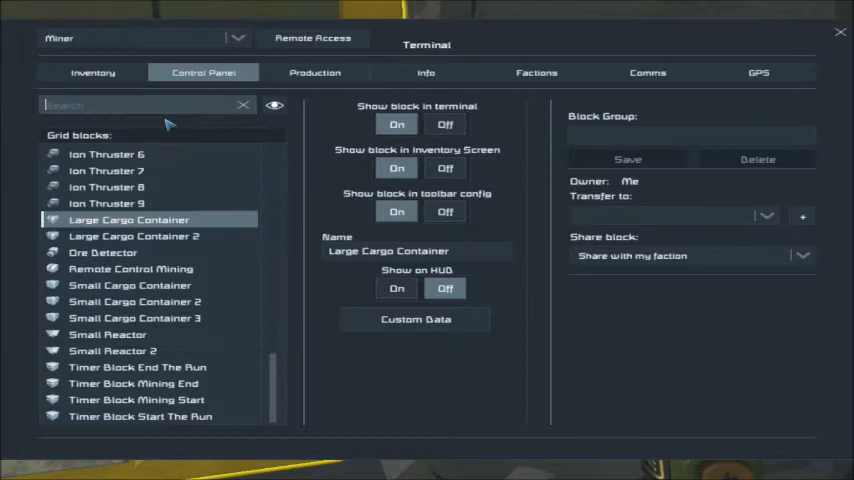 Miner
Remote Access
Terminal
Inventory
Control Panel
Production
Info
Factions
Comms
GPS
Search
Grid blocks:
Ion Thruster 6
Ion Thruster 7
Ion Thruster 8
Ion Thruster 9
Large Cargo Container
Large Cargo Container 2
Ore Detector
Remote Control Mining
Small Cargo Container
Small Cargo Container 2
Small Cargo Container 3
Small Reactor
Small Reactor 2
Timer Block End The Run
Timer Block Mining End
Timer Block Mining Start
Timer Block Start The Run
Show block in terminal
On Off
Show block in Inventory Screen
On Off
Show block in toolbar config
On Off
Name
Large Cargo Container
Show on HUD
On Off
Custom Data
Block Group:
Save Delete
Owner: Me
Transfer to:
+
Share block:
Share with my faction